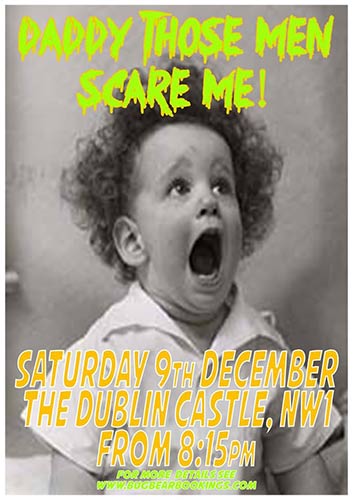 DADDY THOSE MEN
SCARE ME!
SATURDAY 9TH DECEMBER
THE DUBLIN CASTLE, NW1
FROM 8:15PM
FOR MORE DETAILS SEE
WWW.BUGBEARBOOKINGS.COM